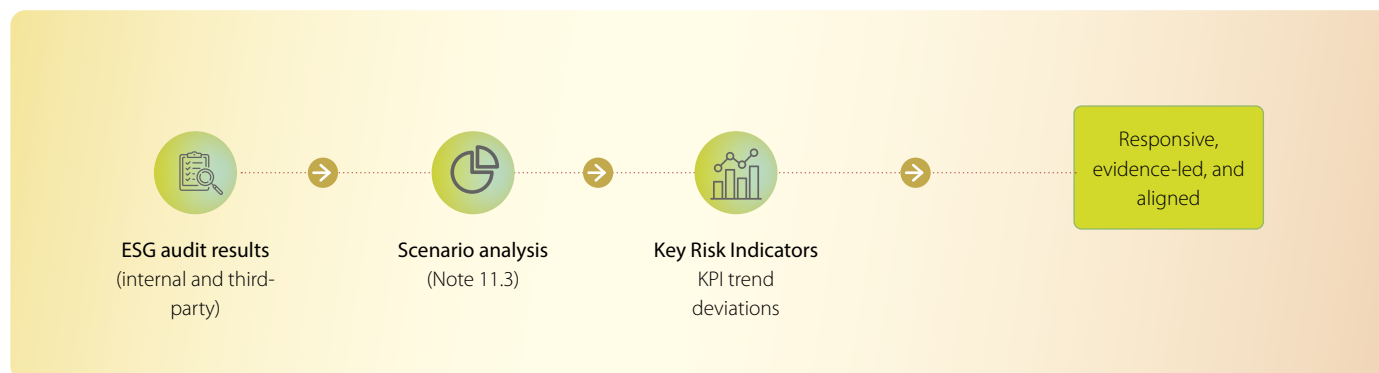 ESG audit results
(internal and third-
party)
Scenario analysis
(Note 11.3)
Key Risk Indicators
KPI trend
deviations
Responsive,
evidence-led, and
aligned